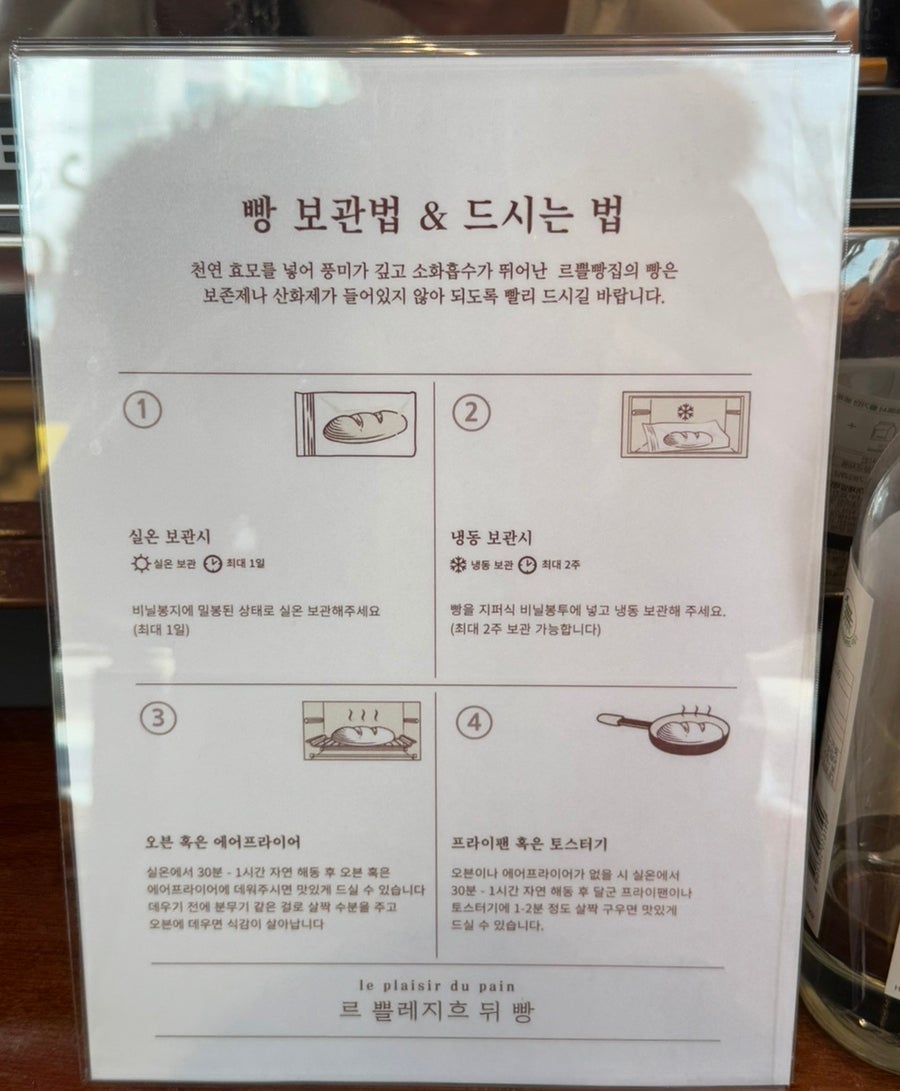 빵 보관법 & 드시는 법
천연 효모를 넣어 풍미가 깊고 소화흡수가 뛰어난 르쁠빵집의 빵은
보존제나 산화제가 들어있지 않아 되도록 빨리 드시길 바랍니다.
1
실온 보관시
실온 보관 최대 1일
비닐봉지에 밀봉된 상태로 실온 보관해주세요
(최대 1일)
2
냉동 보관시
냉동 보관 최대 2주
빵을 지퍼식 비닐봉투에 넣고 냉동 보관해 주세요.
(최대 2주 보관 가능합니다)
3
오븐 혹은 에어프라이어
실온에서 30분 - 1시간 자연 해동 후 오븐 혹은
에어프라이어에 데워주시면 맛있게 드실 수 있습니다
데우기 전에 분무기 같은 걸로 살짝 수분을 주고
오븐에 데우면 식감이 살아납니다
4
프라이팬 혹은 토스터기
오븐이나 에어프라이어가 없을 시 실온에서
30분 - 1시간 자연 해동 후 달군 프라이팬이나
토스터기에 1-2분 정도 살짝 구우면 맛있게
드실 수 있습니다.
le plaisir du pain
르 쁠레지흐 뒤 빵